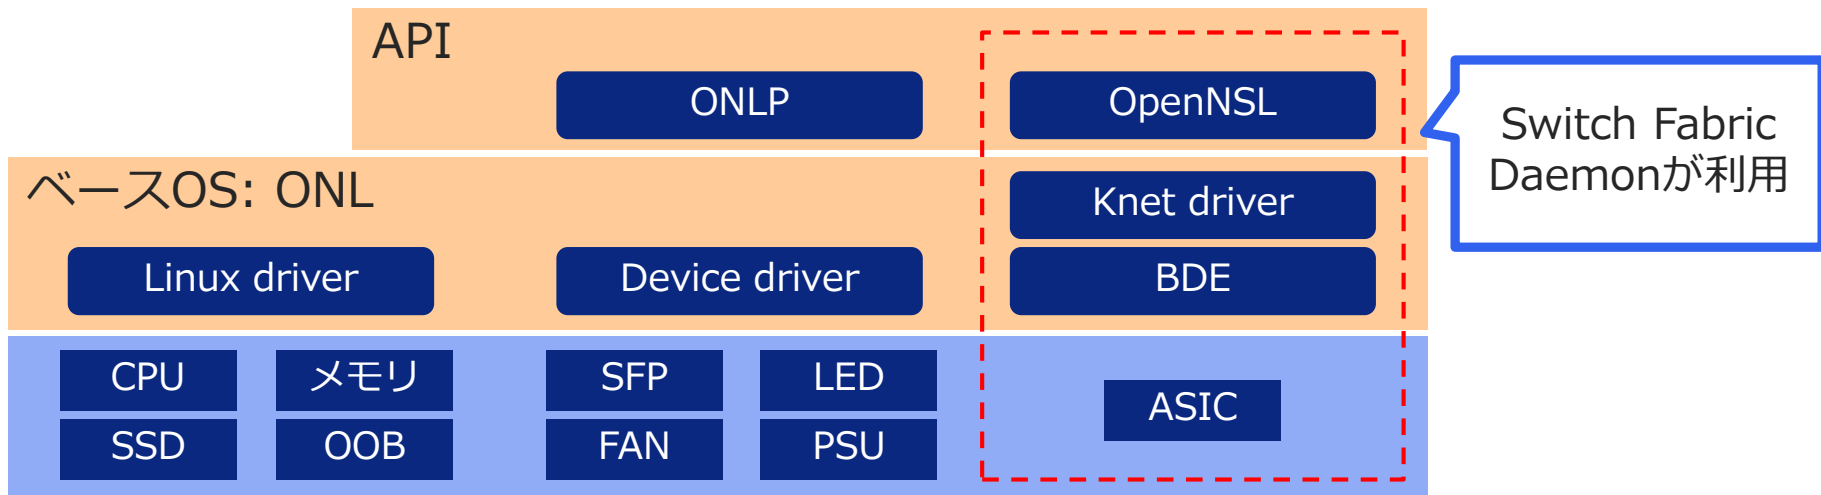 API
ONLP
OpenNSL
Switch Fabric
Daemonが利用
ベースOS: ONL
Knet driver
Linux driver
Device driver
BDE
CPU
メモリ
SFP
LED
ASIC
SSD
OOB
FAN
PSU